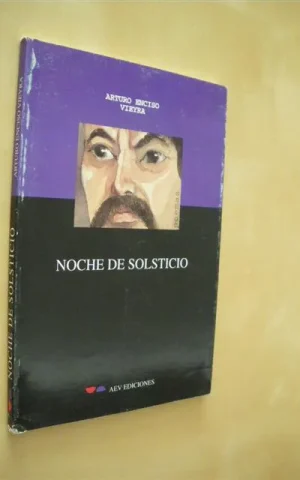 ARTURO ENCISO
VIEYRA
NOCHE DE SOLSTICIO
AEV EDICIONES
ARTURO ENCISO VIEYRA
NOCHE DE SOLSTICIO